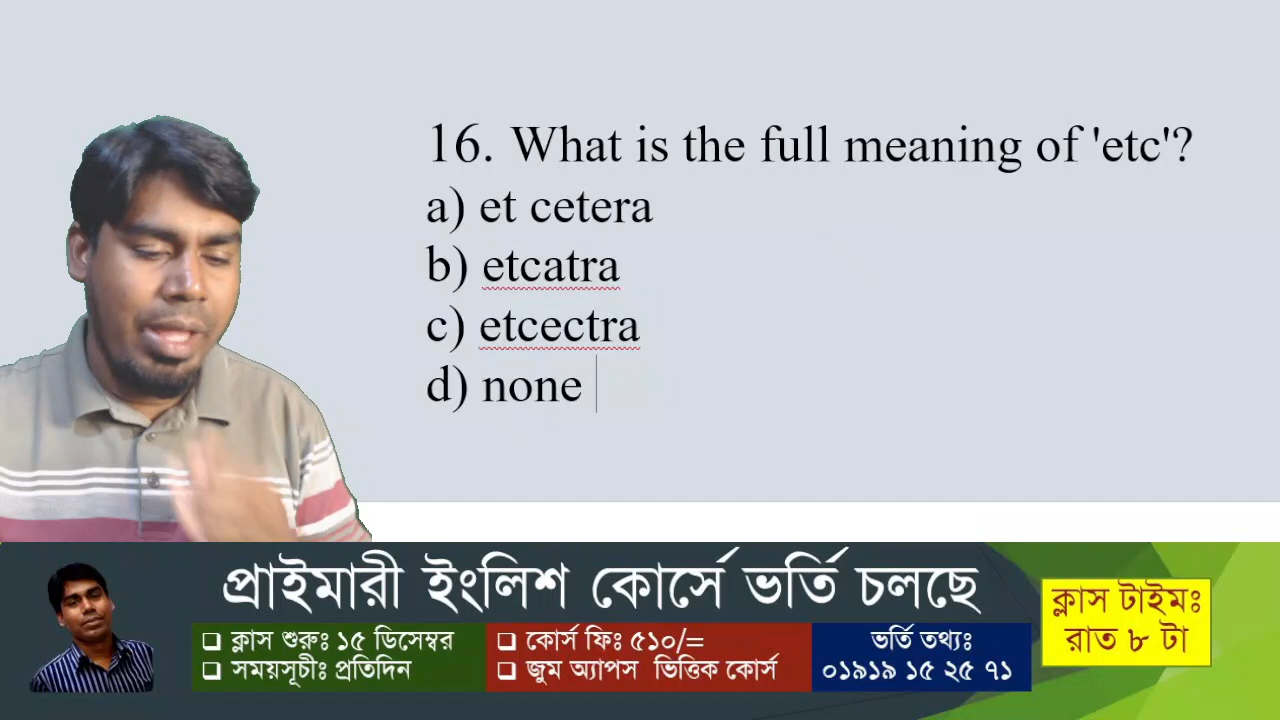 16. What is the full meaning of 'etc'?
a) et cetera
b) etcatra
c) etcectra
d) none
প্রাইমারী ইংলিশ কোর্সে ভর্তি চলছে
ক্লাস শুরুঃ ১৫ ডিসেম্বর
সময়সূচীঃ প্রতিদিন
কোর্স ফিঃ ৫১০/=
জুম অ্যাপস ভিত্তিক কোর্স
ভর্তি তথ্যঃ
০১৯১৯ ১৫ ২৫ ৭১
ক্লাস টাইমঃ
রাত ৮ টা